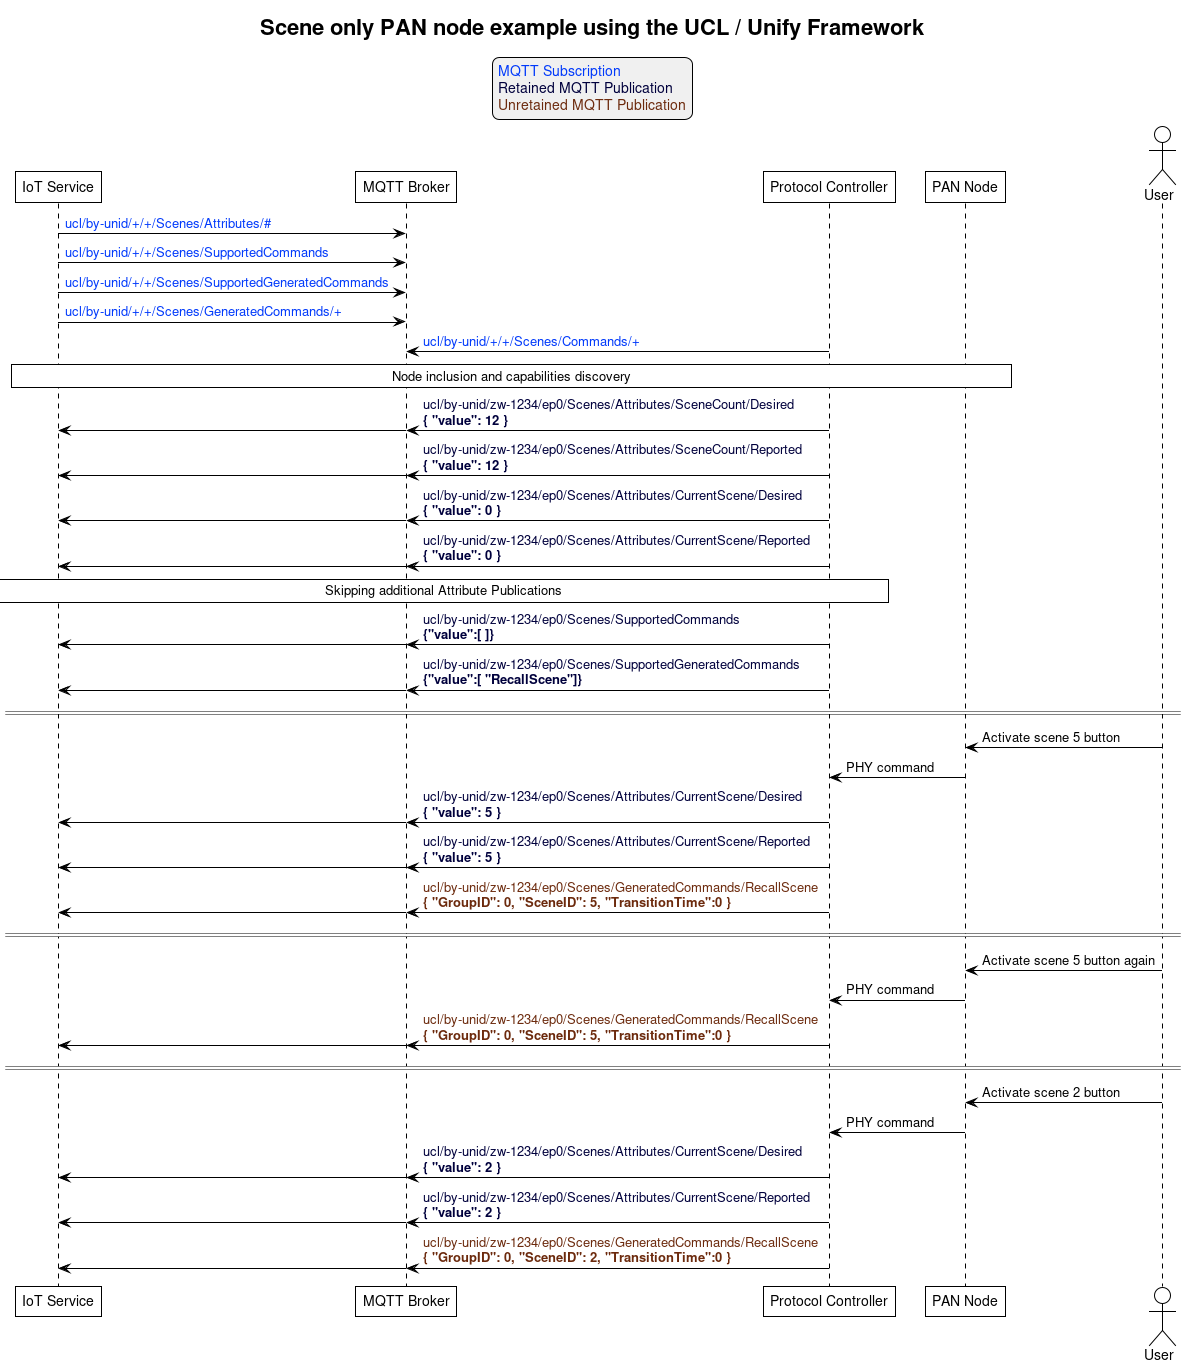 Scene only PAN node example using the UCL / Unify Framework
MQTT Subscription
Retained MQTT Publication
Unretained MQTT Publication
IoT Service
MQTT Broker
Protocol Controller
PAN Node
User
ucl/by-unid/+/+/Scenes/Attributes/#
ucl/by-unid/+/+/Scenes/SupportedCommands
ucl/by-unid/+/+/Scenes/SupportedGeneratedCommands
ucl/by-unid/+/+/Scenes/GeneratedCommands/+
ucl/by-unid/+/+/Scenes/Commands/+
Node inclusion and capabilities discovery
ucl/by-unid/zw-1234/ep0/Scenes/Attributes/SceneCount/Desired
{ "value": 12 }
ucl/by-unid/zw-1234/ep0/Scenes/Attributes/SceneCount/Reported
{ "value": 12 }
ucl/by-unid/zw-1234/ep0/Scenes/Attributes/CurrentScene/Desired
{ "value": 0 }
ucl/by-unid/zw-1234/ep0/Scenes/Attributes/CurrentScene/Reported
{ "value": 0 }
Skipping additional Attribute Publications
ucl/by-unid/zw-1234/ep0/Scenes/SupportedCommands
{"value":[ ]}
ucl/by-unid/zw-1234/ep0/Scenes/SupportedGeneratedCommands
{"value":[ "RecallScene"]}
Activate scene 5 button
PHY command
ucl/by-unid/zw-1234/ep0/Scenes/Attributes/CurrentScene/Desired
{ "value": 5 }
ucl/by-unid/zw-1234/ep0/Scenes/Attributes/CurrentScene/Reported
{ "value": 5 }
ucl/by-unid/zw-1234/ep0/Scenes/GeneratedCommands/RecallScene
{ "GroupID": 0, "SceneID": 5, "TransitionTime":0 }
Activate scene 5 button again
PHY command
ucl/by-unid/zw-1234/ep0/Scenes/GeneratedCommands/RecallScene
{ "GroupID": 0, "SceneID": 5, "TransitionTime":0 }
Activate scene 2 button
PHY command
ucl/by-unid/zw-1234/ep0/Scenes/Attributes/CurrentScene/Desired
{ "value": 2 }
ucl/by-unid/zw-1234/ep0/Scenes/Attributes/CurrentScene/Reported
{ "value": 2 }
ucl/by-unid/zw-1234/ep0/Scenes/GeneratedCommands/RecallScene
{ "GroupID": 0, "SceneID": 2, "TransitionTime":0 }
IoT Service
MQTT Broker
Protocol Controller
PAN Node
User